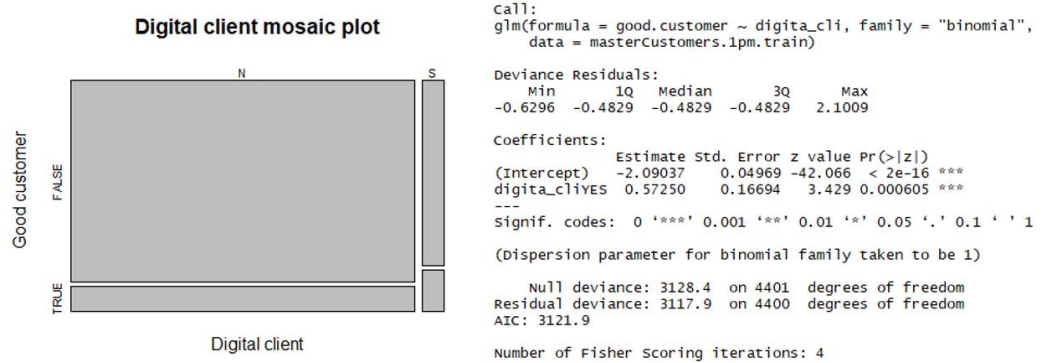 Digital client mosaic plot
N
S
Good customer
FALSE
TRUE
Digital client
Call:
glm(formula = good.customer ~ digita_cli, family = "binomial",
    data = masterCustomers.1pm.train)
Deviance Residuals:
    Min       1Q   Median       3Q      Max
-0.6296  -0.4829  -0.4829  -0.4829   2.1009
Coefficients:
              Estimate Std. Error z value Pr(>|z|)
(Intercept)   -2.09037    0.04969 -42.066  < 2e-16 ***
digita_cliYES  0.57250    0.16694   3.429 0.000605 ***
---
Signif. codes:  0 ‘***’ 0.001 ‘**’ 0.01 ‘*’ 0.05 ‘.’ 0.1 ‘ ’ 1
(Dispersion parameter for binomial family taken to be 1)
    Null deviance: 3128.4  on 4401  degrees of freedom
Residual deviance: 3117.9  on 4400  degrees of freedom
AIC: 3121.9
Number of Fisher Scoring iterations: 4